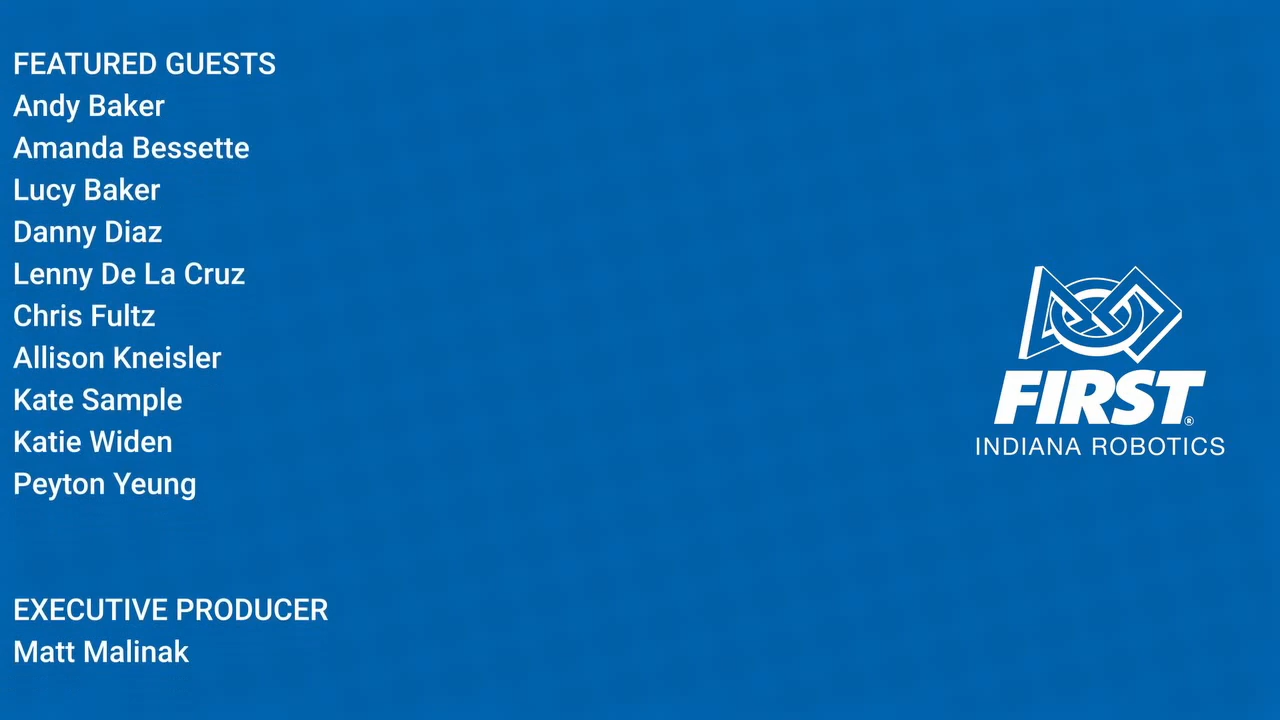 FEATURED GUESTS
Andy Baker
Amanda Bessette
Lucy Baker
Danny Diaz
Lenny De La Cruz
Chris Fultz
Allison Kneisler
Kate Sample
Katie Widen
Peyton Yeung
EXECUTIVE PRODUCER
Matt Malinak
FIRST®
INDIANA ROBOTICS